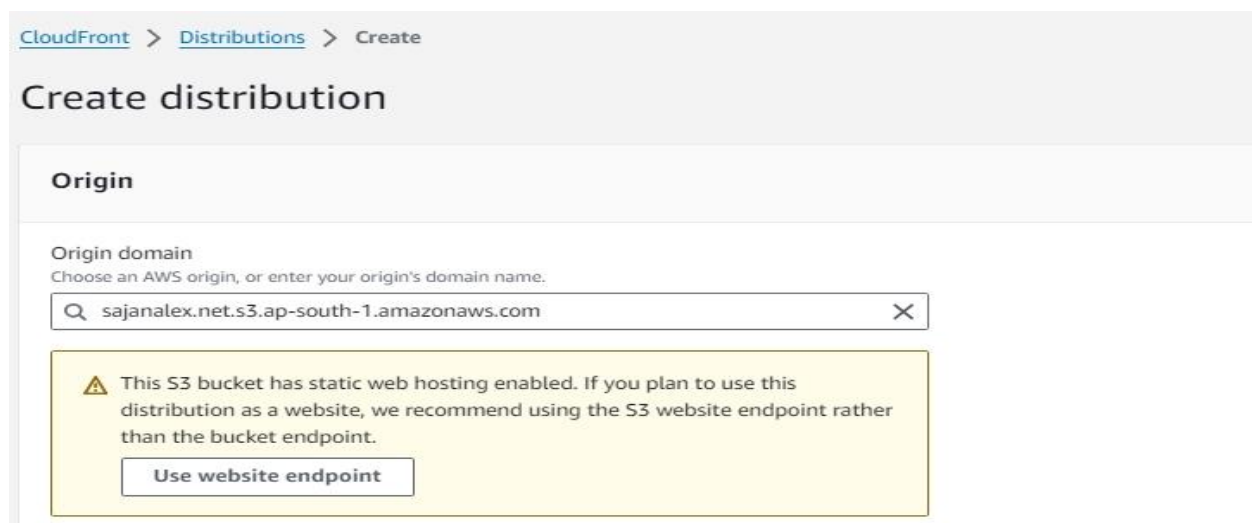 CloudFront > Distributions > Create
Create distribution
Origin
Origin domain
Choose an AWS origin, or enter your origin's domain name.
sajanalex.net.s3.ap-south-1.amazonaws.com
This S3 bucket has static web hosting enabled. If you plan to use this
distribution as a website, we recommend using the S3 website endpoint rather
than the bucket endpoint.
Use website endpoint